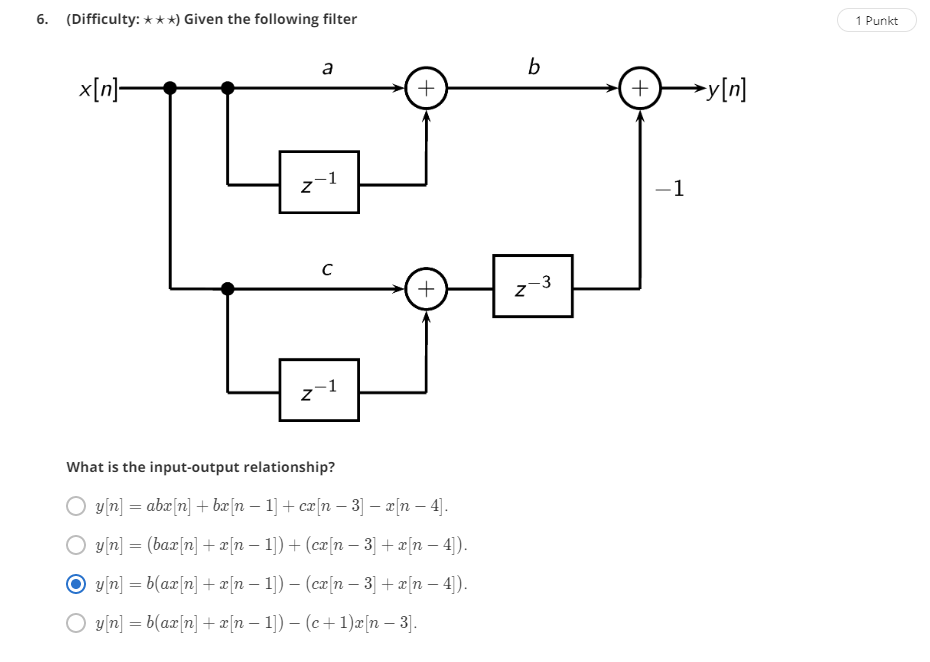 6. (Difficulty: ⋆⋆⋆) Given the following filter
1 Punkt
a
b
x[n]
+
+
y[n]
z⁻¹
−1
c
+
z⁻³
z⁻¹
What is the input-output relationship?
y[n] = abx[n] + bx[n − 1] + cx[n − 3] − x[n − 4].
y[n] = (bax[n] + x[n − 1]) + (cx[n − 3] + x[n − 4]).
y[n] = b(ax[n] + x[n − 1]) − (cx[n − 3] + x[n − 4]).
y[n] = b(ax[n] + x[n − 1]) − (c + 1)x[n − 3].